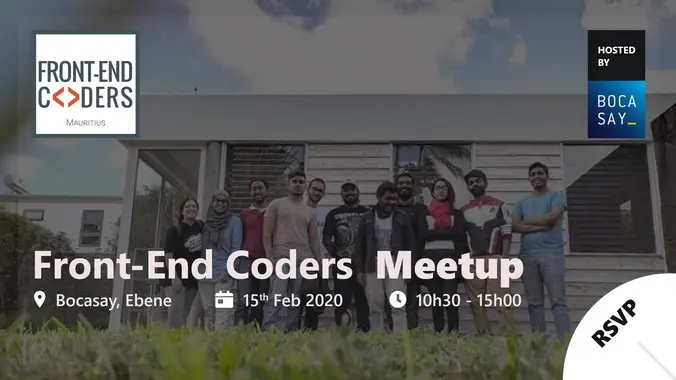 FRONT-END
C<>DERS
MAURITIUS
HOSTED
BY
BOCA
SAY_
Front-End Coders Meetup
Bocasay, Ebene
15th Feb 2020
10h30 - 15h00
RSVP